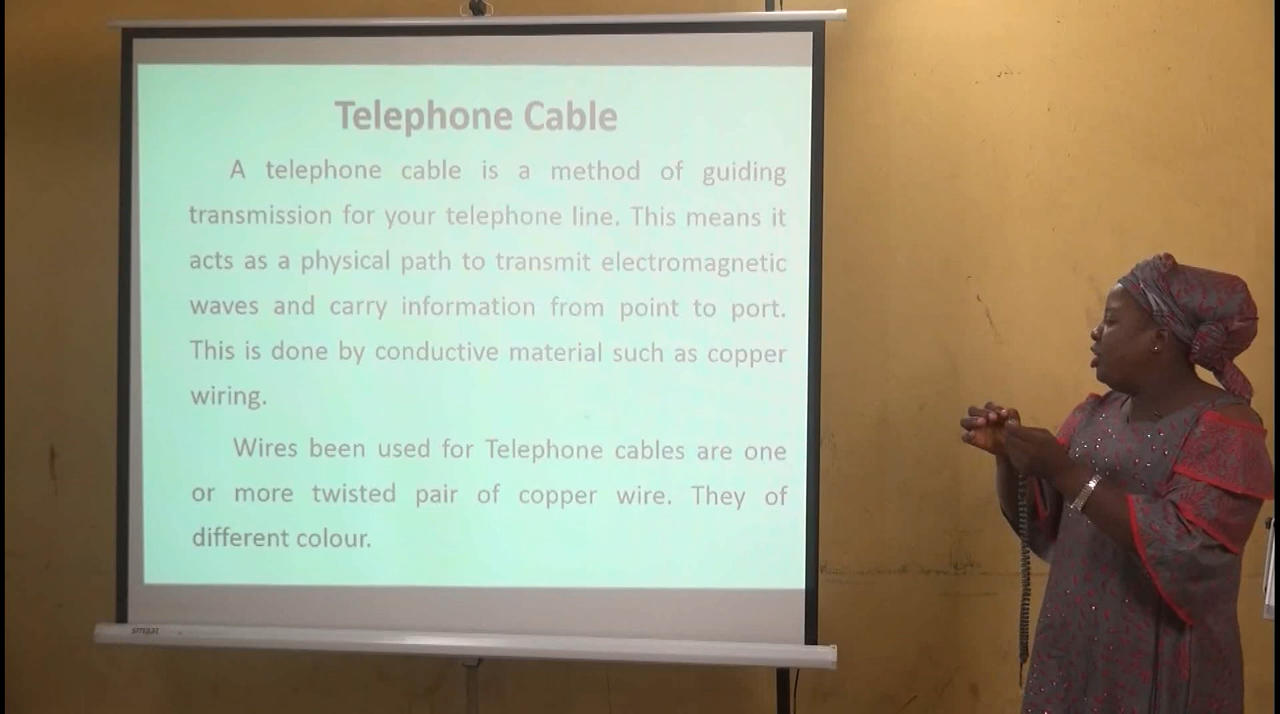 Telephone Cable
A telephone cable is a method of guiding
transmission for your telephone line. This means it
acts as a physical path to transmit electromagnetic
waves and carry information from point to port.
This is done by conductive material such as copper
wiring.
Wires been used for Telephone cables are one
or more twisted pair of copper wire. They of
different colour.